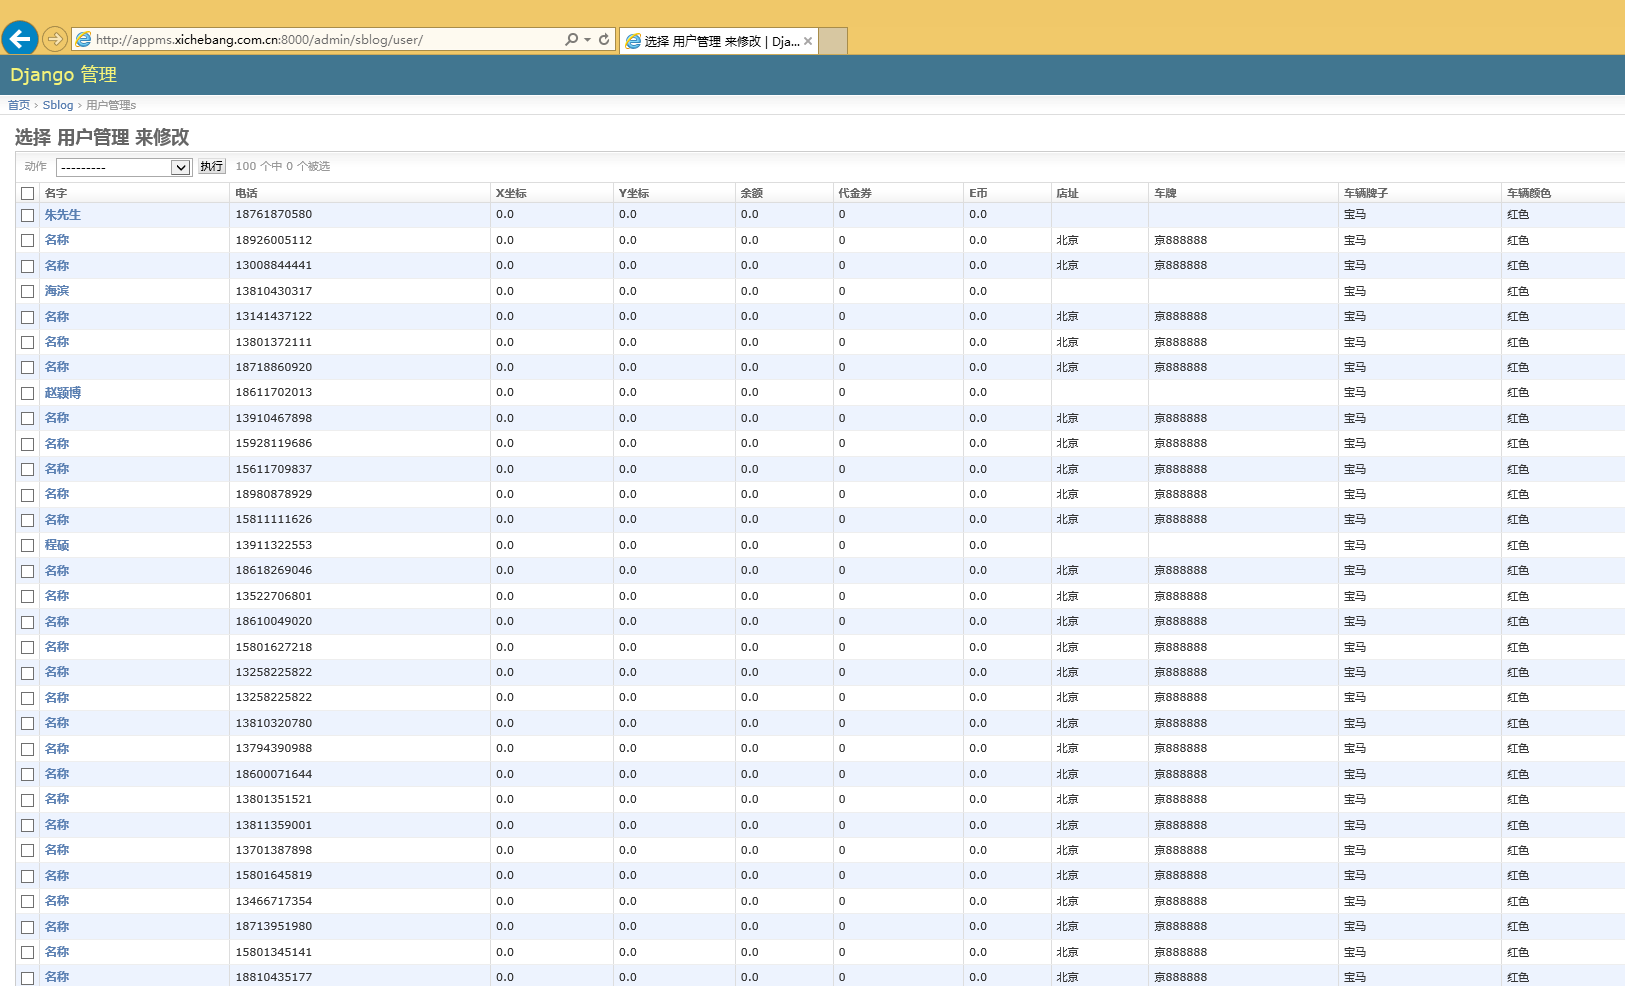 http://appms.xichebang.com.cn:8000/admin/sblog/user/
选择 用户管理 来修改 | Dja...
Django 管理
首页 › Sblog › 用户管理s
选择 用户管理 来修改
动作 --------- 执行 100 个中 0 个被选
名字 电话 X坐标 Y坐标 余额 代金券 E币 店址 车牌 车辆牌子 车辆颜色
朱先生 18761870580 0.0 0.0 0.0 0 0.0 宝马 红色
名称 18926005112 0.0 0.0 0.0 0 0.0 北京 京888888 宝马 红色
名称 13008844441 0.0 0.0 0.0 0 0.0 北京 京888888 宝马 红色
海滨 13810430317 0.0 0.0 0.0 0 0.0 宝马 红色
名称 13141437122 0.0 0.0 0.0 0 0.0 北京 京888888 宝马 红色
名称 13801372111 0.0 0.0 0.0 0 0.0 北京 京888888 宝马 红色
名称 18718860920 0.0 0.0 0.0 0 0.0 北京 京888888 宝马 红色
赵颖博 18611702013 0.0 0.0 0.0 0 0.0 宝马 红色
名称 13910467898 0.0 0.0 0.0 0 0.0 北京 京888888 宝马 红色
名称 15928119686 0.0 0.0 0.0 0 0.0 北京 京888888 宝马 红色
名称 15611709837 0.0 0.0 0.0 0 0.0 北京 京888888 宝马 红色
名称 18980878929 0.0 0.0 0.0 0 0.0 北京 京888888 宝马 红色
名称 15811111626 0.0 0.0 0.0 0 0.0 北京 京888888 宝马 红色
程硕 13911322553 0.0 0.0 0.0 0 0.0 宝马 红色
名称 18618269046 0.0 0.0 0.0 0 0.0 北京 京888888 宝马 红色
名称 13522706801 0.0 0.0 0.0 0 0.0 北京 京888888 宝马 红色
名称 18610049020 0.0 0.0 0.0 0 0.0 北京 京888888 宝马 红色
名称 15801627218 0.0 0.0 0.0 0 0.0 北京 京888888 宝马 红色
名称 13258225822 0.0 0.0 0.0 0 0.0 北京 京888888 宝马 红色
名称 13258225822 0.0 0.0 0.0 0 0.0 北京 京888888 宝马 红色
名称 13810320780 0.0 0.0 0.0 0 0.0 北京 京888888 宝马 红色
名称 13794390988 0.0 0.0 0.0 0 0.0 北京 京888888 宝马 红色
名称 18600071644 0.0 0.0 0.0 0 0.0 北京 京888888 宝马 红色
名称 13801351521 0.0 0.0 0.0 0 0.0 北京 京888888 宝马 红色
名称 13811359001 0.0 0.0 0.0 0 0.0 北京 京888888 宝马 红色
名称 13701387898 0.0 0.0 0.0 0 0.0 北京 京888888 宝马 红色
名称 15801645819 0.0 0.0 0.0 0 0.0 北京 京888888 宝马 红色
名称 13466717354 0.0 0.0 0.0 0 0.0 北京 京888888 宝马 红色
名称 18713951980 0.0 0.0 0.0 0 0.0 北京 京888888 宝马 红色
名称 15801345141 0.0 0.0 0.0 0 0.0 北京 京888888 宝马 红色
名称 18810435177 0.0 0.0 0.0 0 0.0 北京 京888888 宝马 红色